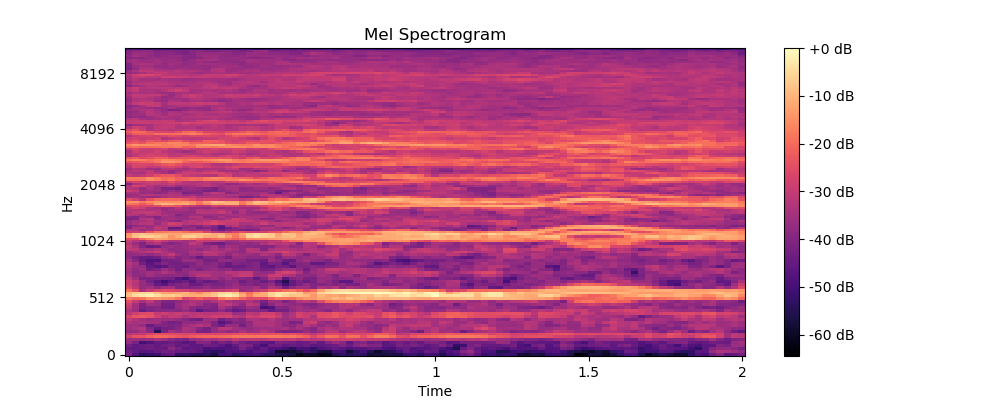 Mel Spectrogram
8192
4096
2048
1024
512
0
Hz
0 0.5 1 1.5 2
Time
+0 dB
-10 dB
-20 dB
-30 dB
-40 dB
-50 dB
-60 dB